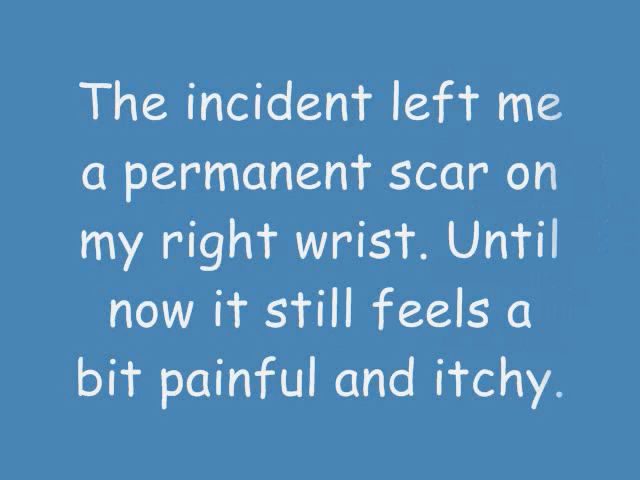 The incident left me
a permanent scar on
my right wrist. Until
now it still feels a
bit painful and itchy.